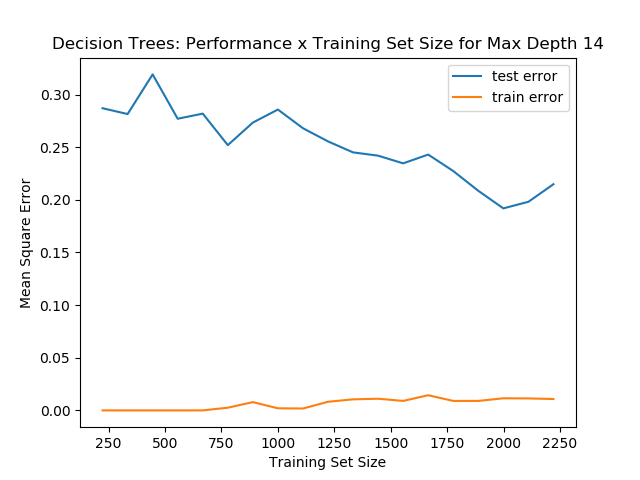 Decision Trees: Performance x Training Set Size for Max Depth 14
test error
train error
0.30
0.25
0.20
0.15
0.10
0.05
0.00
Mean Square Error
250 500 750 1000 1250 1500 1750 2000 2250
Training Set Size